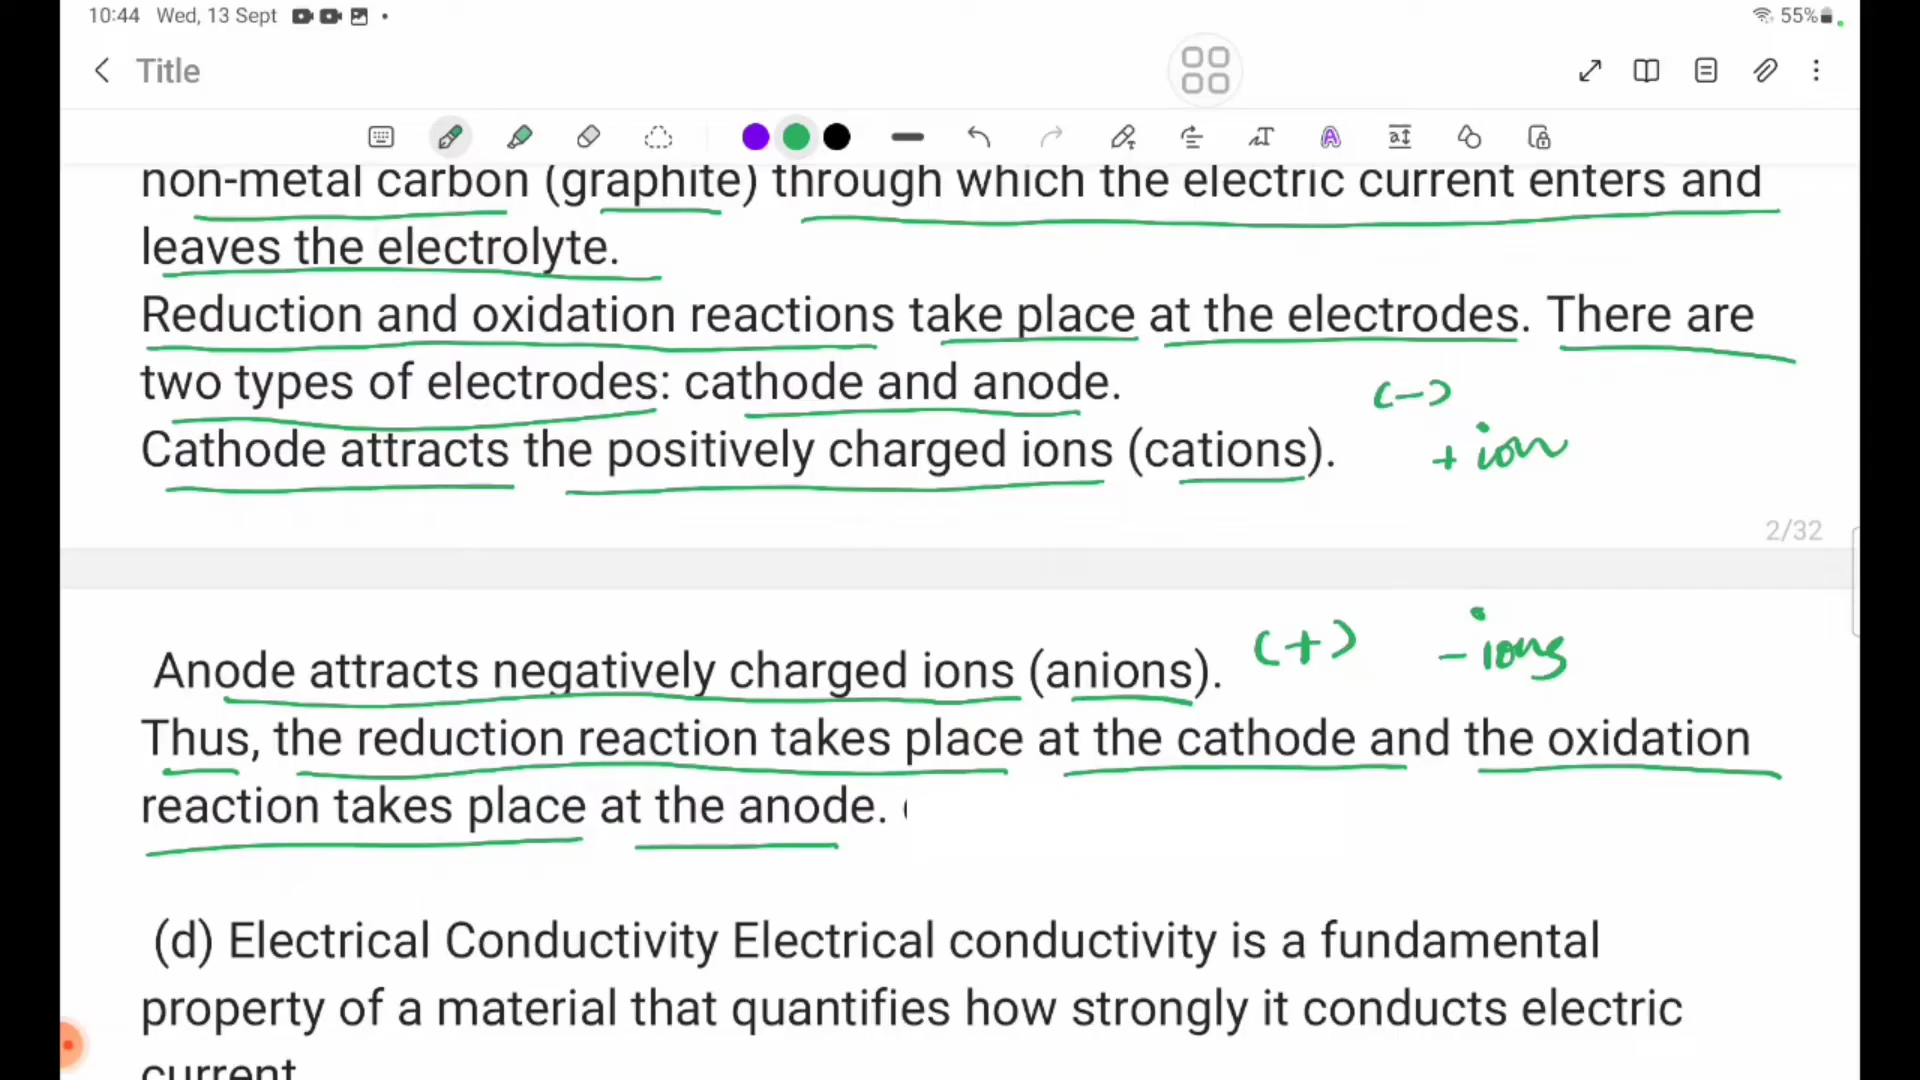 10:44 Wed, 13 Sept
55%
Title
non-metal carbon (graphite) through which the electric current enters and
leaves the electrolyte.
Reduction and oxidation reactions take place at the electrodes. There are
two types of electrodes: cathode and anode.
(-)
Cathode attracts the positively charged ions (cations).
+ ion
2/32
Anode attracts negatively charged ions (anions).
(+) - ions
Thus, the reduction reaction takes place at the cathode and the oxidation
reaction takes place at the anode. (
(d) Electrical Conductivity Electrical conductivity is a fundamental
property of a material that quantifies how strongly it conducts electric
current